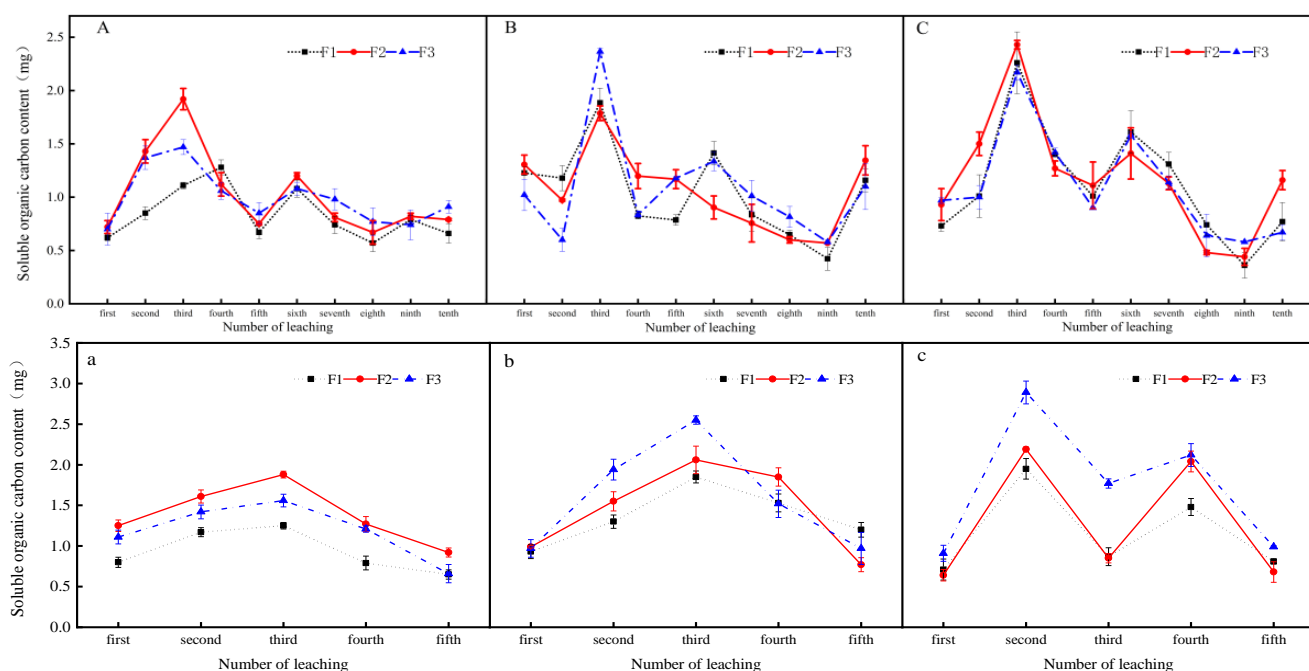 A
B
C
F1 F2 F3
F1 F2 F3
F1 F2 F3
Soluble organic carbon content（mg）
2.5
2.0
1.5
1.0
0.5
0.0
first second third fourth fifth sixth seventh eighth ninth tenth
first second third fourth fifth sixth seventh eighth ninth tenth
first second third fourth fifth sixth seventh eighth ninth tenth
Number of leaching
Number of leaching
Number of leaching
a
b
c
F1 F2 F3
F1 F2 F3
F1 F2 F3
Soluble organic carbon content（mg）
3.5
3.0
2.5
2.0
1.5
1.0
0.5
0.0
first second third fourth fifth
first second third fourth fifth
first second third fourth fifth
Number of leaching
Number of leaching
Number of leaching